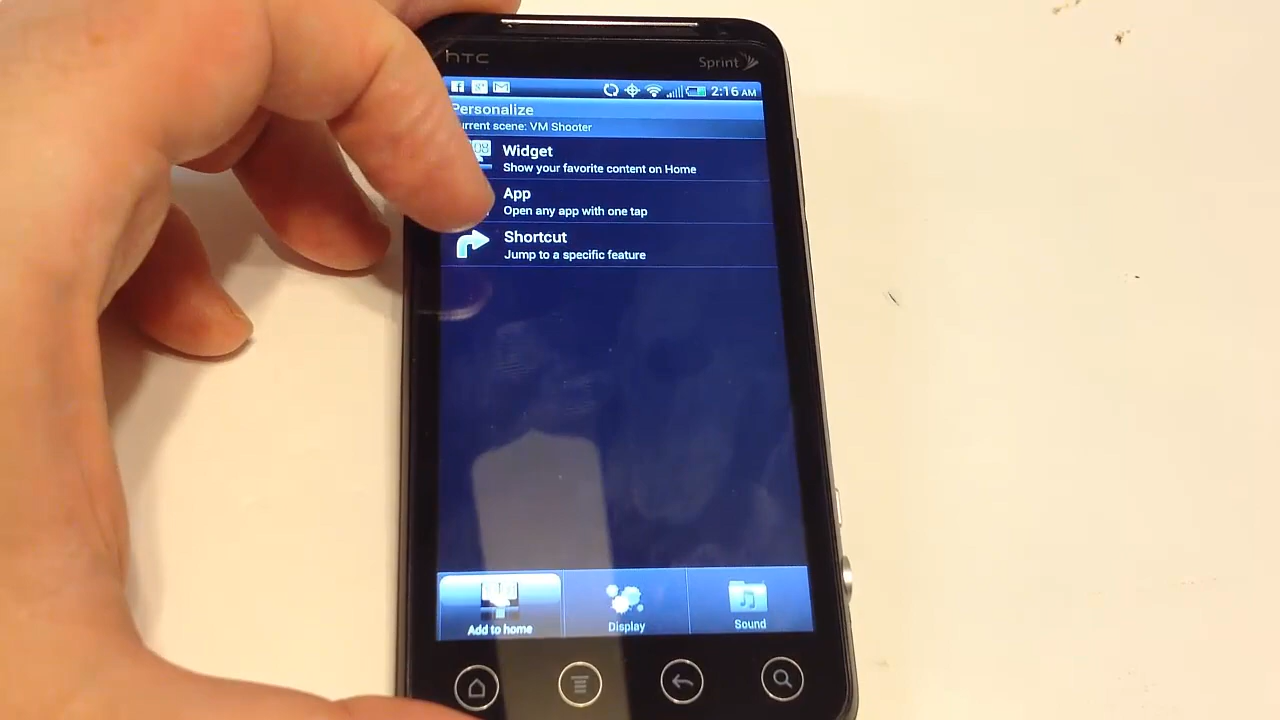 hTC
Sprint
2:16 AM
Personalize
urrent scene: VM Shooter
Widget
Show your favorite content on Home
App
Open any app with one tap
Shortcut
Jump to a specific feature
Add to home
Display
Sound